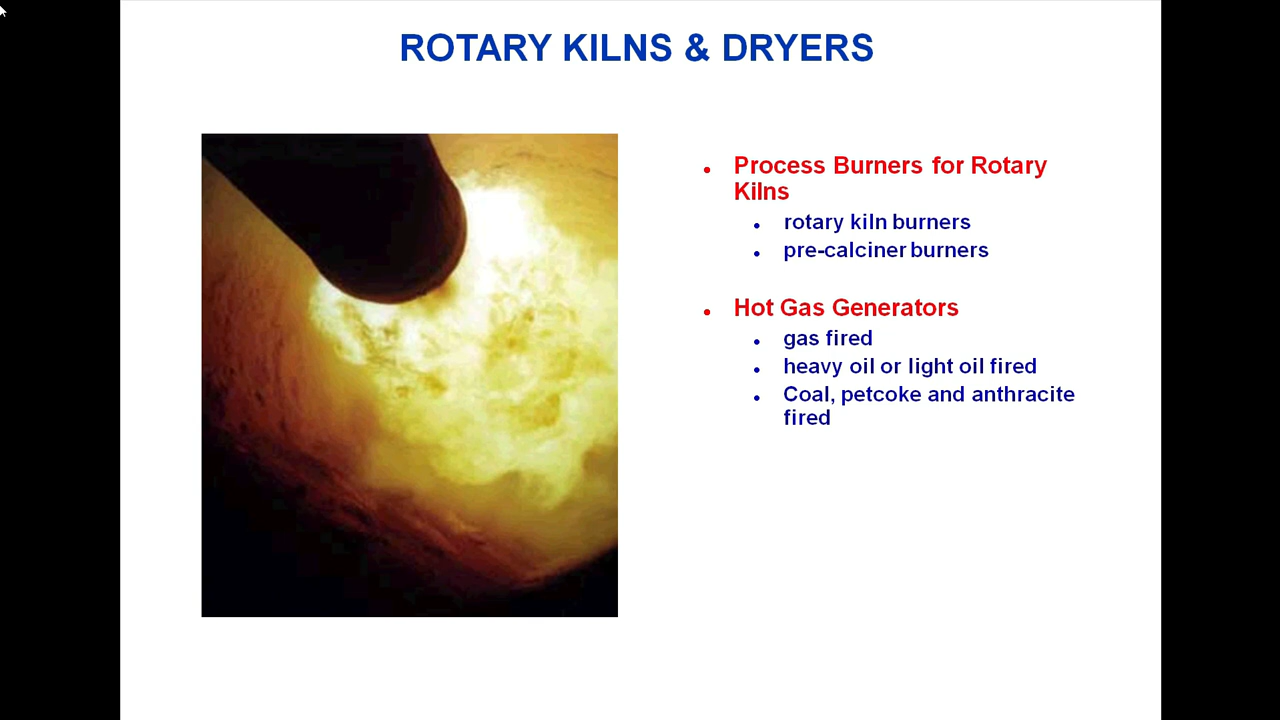 ROTARY KILNS & DRYERS
• Process Burners for Rotary
Kilns
• rotary kiln burners
• pre-calciner burners
• Hot Gas Generators
• gas fired
• heavy oil or light oil fired
• Coal, petcoke and anthracite
fired